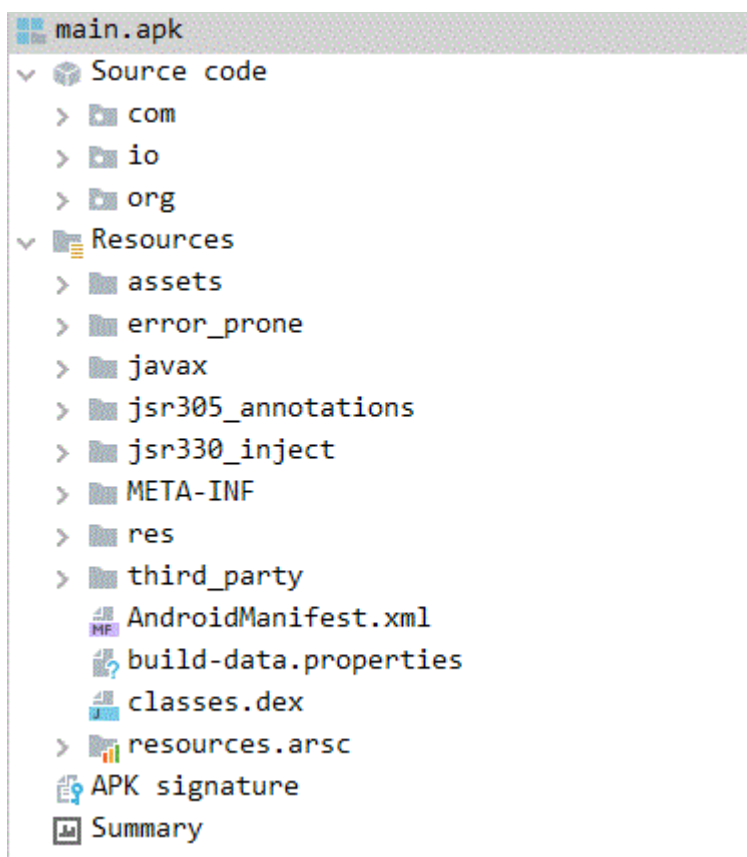 main.apk
Source code
com
io
org
Resources
assets
error_prone
javax
jsr305_annotations
jsr330_inject
META-INF
res
third_party
MF AndroidManifest.xml
build-data.properties
J classes.dex
resources.arsc
APK signature
Summary